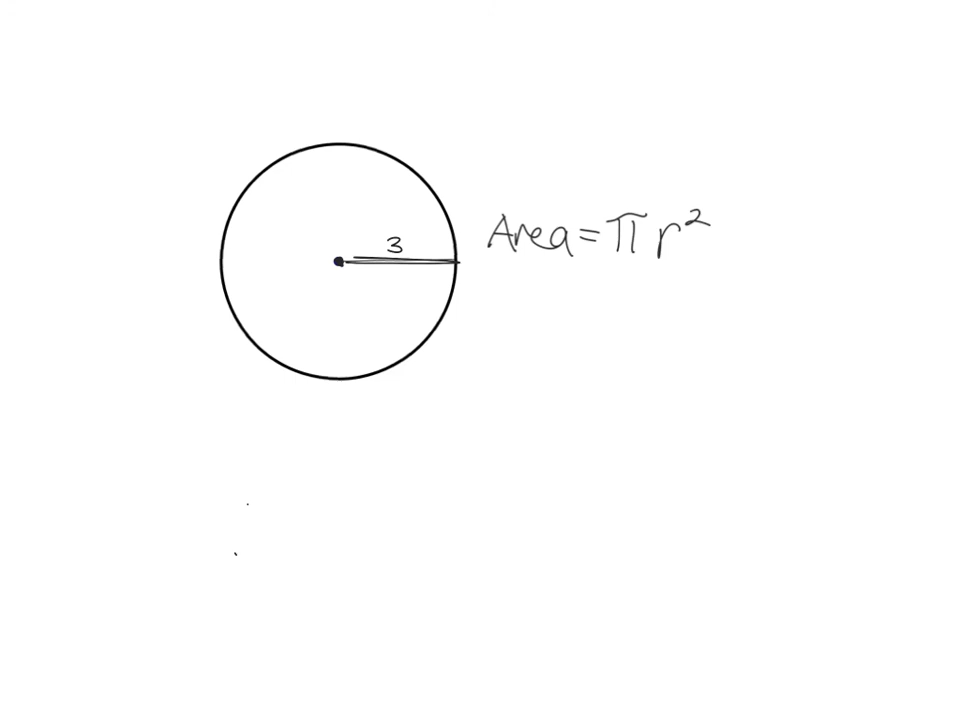 3
Area = π r²